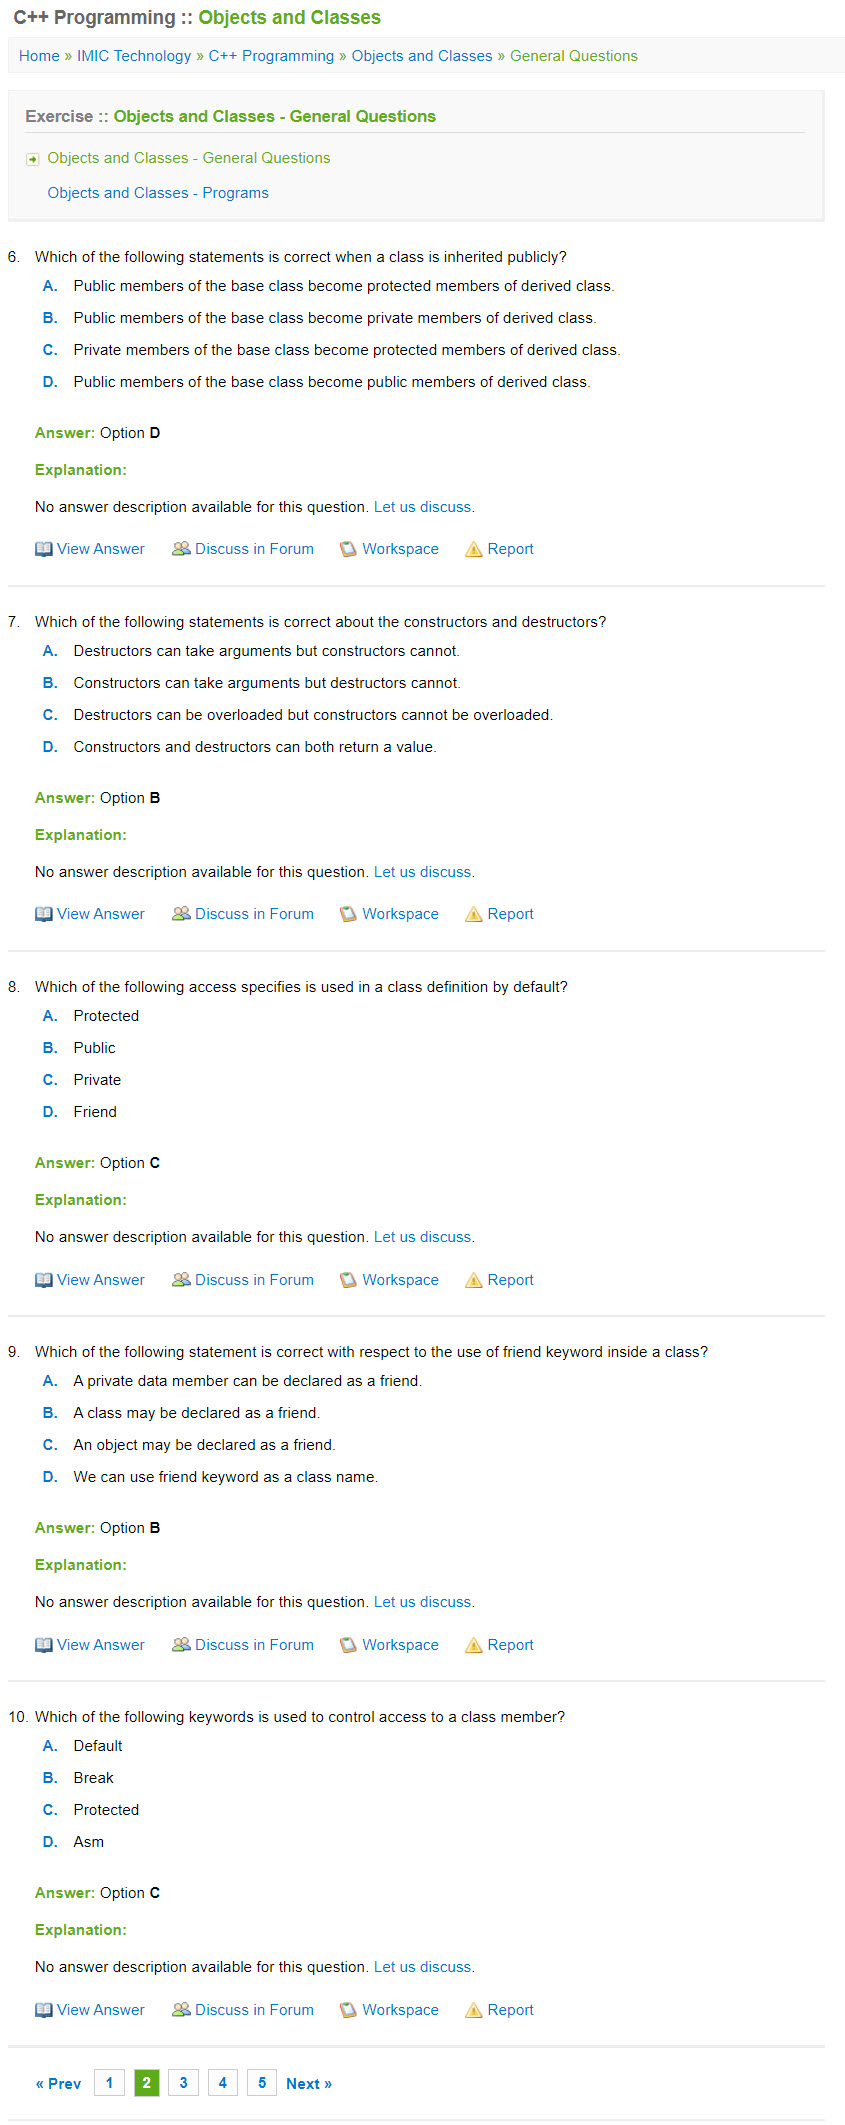 C++ Programming :: Objects and Classes
Home » IMIC Technology » C++ Programming » Objects and Classes » General Questions
Exercise :: Objects and Classes - General Questions
Objects and Classes - General Questions
Objects and Classes - Programs
6. Which of the following statements is correct when a class is inherited publicly?
A. Public members of the base class become protected members of derived class.
B. Public members of the base class become private members of derived class.
C. Private members of the base class become protected members of derived class.
D. Public members of the base class become public members of derived class.
Answer: Option D
Explanation:
No answer description available for this question. Let us discuss.
View Answer Discuss in Forum Workspace Report
7. Which of the following statements is correct about the constructors and destructors?
A. Destructors can take arguments but constructors cannot.
B. Constructors can take arguments but destructors cannot.
C. Destructors can be overloaded but constructors cannot be overloaded.
D. Constructors and destructors can both return a value.
Answer: Option B
Explanation:
No answer description available for this question. Let us discuss.
View Answer Discuss in Forum Workspace Report
8. Which of the following access specifies is used in a class definition by default?
A. Protected
B. Public
C. Private
D. Friend
Answer: Option C
Explanation:
No answer description available for this question. Let us discuss.
View Answer Discuss in Forum Workspace Report
9. Which of the following statement is correct with respect to the use of friend keyword inside a class?
A. A private data member can be declared as a friend.
B. A class may be declared as a friend.
C. An object may be declared as a friend.
D. We can use friend keyword as a class name.
Answer: Option B
Explanation:
No answer description available for this question. Let us discuss.
View Answer Discuss in Forum Workspace Report
10. Which of the following keywords is used to control access to a class member?
A. Default
B. Break
C. Protected
D. Asm
Answer: Option C
Explanation:
No answer description available for this question. Let us discuss.
View Answer Discuss in Forum Workspace Report
« Prev 1 2 3 4 5 Next »